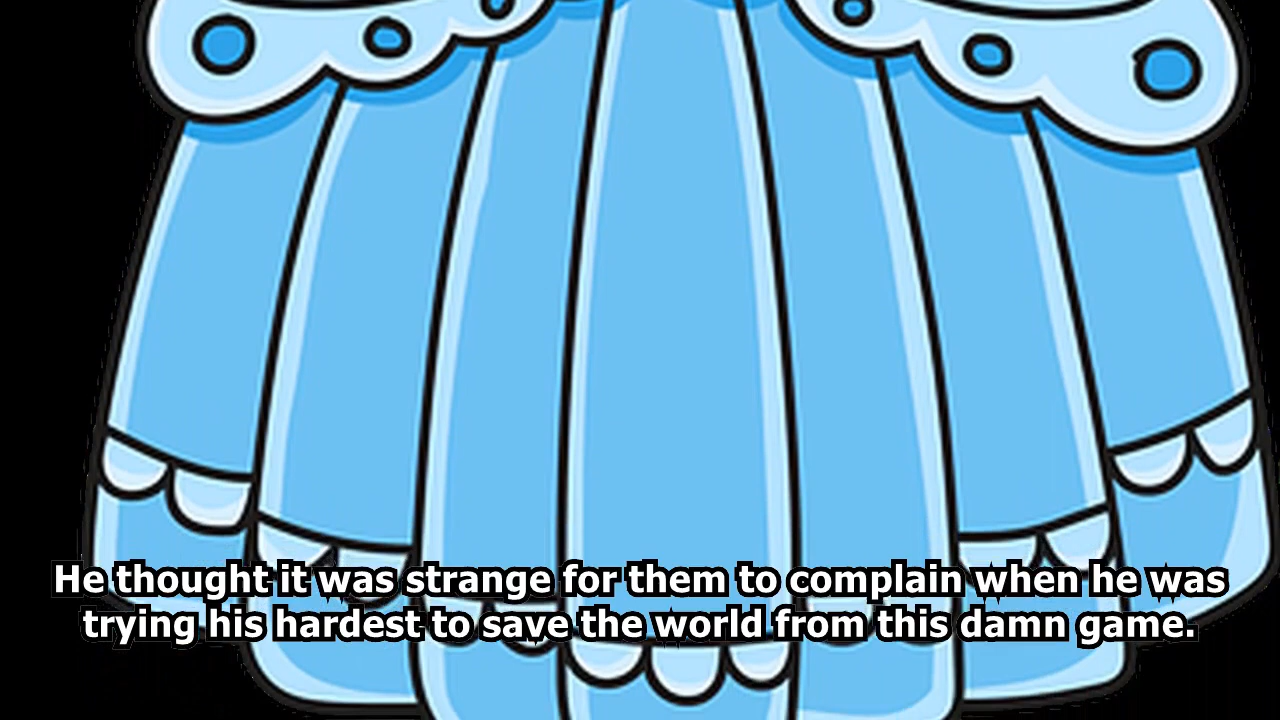 He thought it was strange for them to complain when he was
trying his hardest to save the world from this damn game.